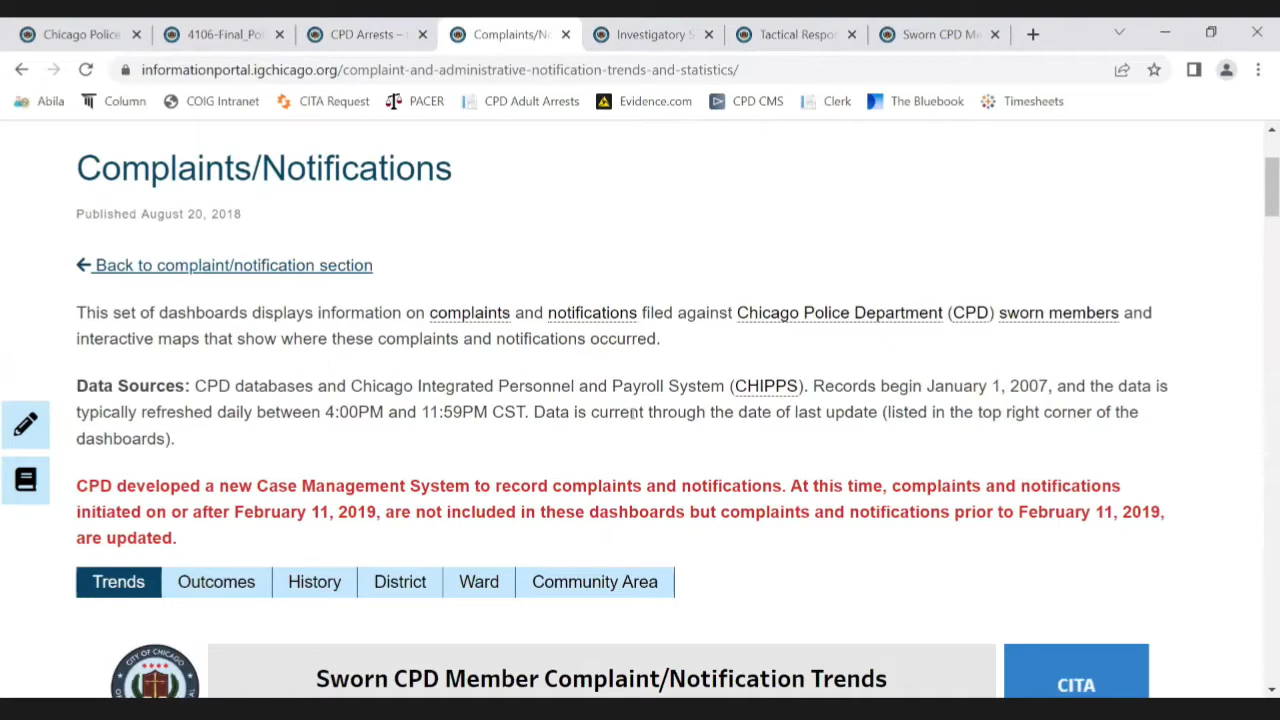 Chicago Police
4106-Final_Po
CPD Arrests –
Complaints/No
Investigatory S
Tactical Respo
Sworn CPD Me
informationportal.igchicago.org/complaint-and-administrative-notification-trends-and-statistics/
Abila
Column
COIG Intranet
CITA Request
PACER
CPD Adult Arrests
Evidence.com
CPD CMS
Clerk
The Bluebook
Timesheets
Complaints/Notifications
Published August 20, 2018
Back to complaint/notification section
This set of dashboards displays information on complaints and notifications filed against Chicago Police Department (CPD) sworn members and
interactive maps that show where these complaints and notifications occurred.
Data Sources: CPD databases and Chicago Integrated Personnel and Payroll System (CHIPPS). Records begin January 1, 2007, and the data is
typically refreshed daily between 4:00PM and 11:59PM CST. Data is current through the date of last update (listed in the top right corner of the
dashboards).
CPD developed a new Case Management System to record complaints and notifications. At this time, complaints and notifications
initiated on or after February 11, 2019, are not included in these dashboards but complaints and notifications prior to February 11, 2019,
are updated.
Trends
Outcomes
History
District
Ward
Community Area
CITY OF CHICAGO
Sworn CPD Member Complaint/Notification Trends
CITA